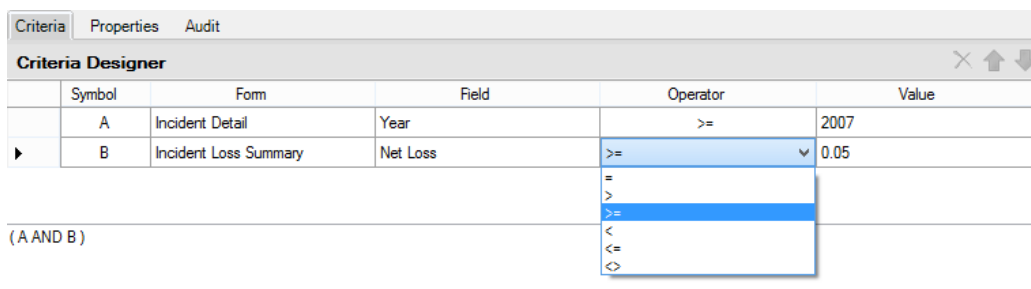 Criteria Properties Audit
Criteria Designer
Symbol Form Field Operator Value
A Incident Detail Year >= 2007
B Incident Loss Summary Net Loss >= 0.05
=
>
>=
<
<=
<>
( A AND B )